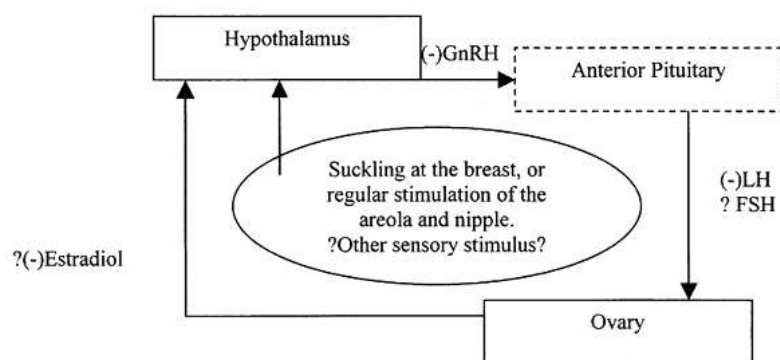 Hypothalamus
(-)GnRH
Anterior Pituitary
Suckling at the breast, or
regular stimulation of the
areola and nipple.
?Other sensory stimulus?
(-)LH
? FSH
?(-)Estradiol
Ovary